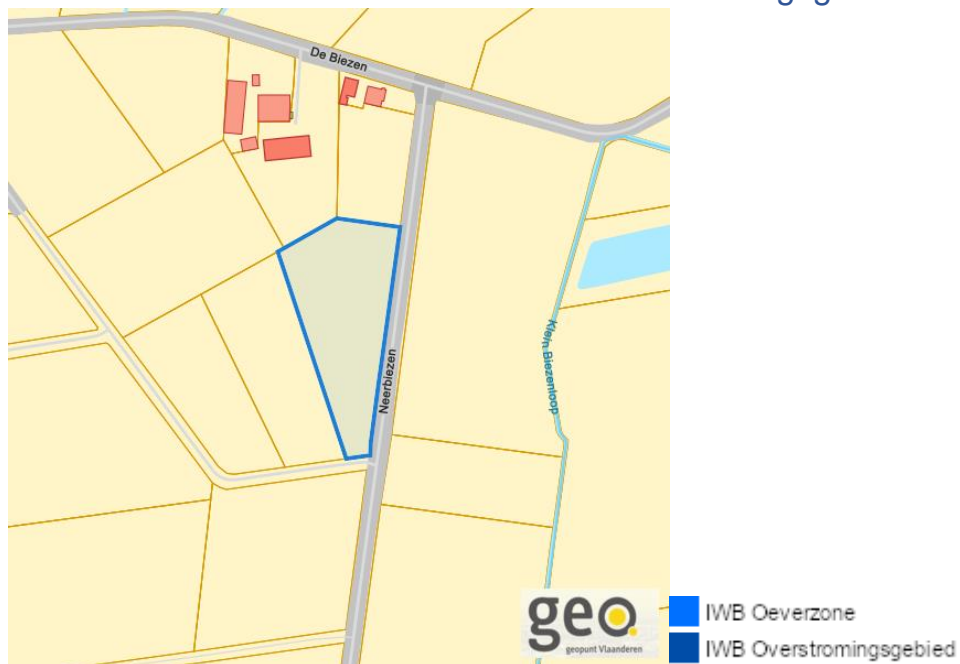 De Biezen
Neerbiezen
Klein Biezenloop
geo.
geopunt Vlaanderen
IWB Oeverzone
IWB Overstromingsgebied